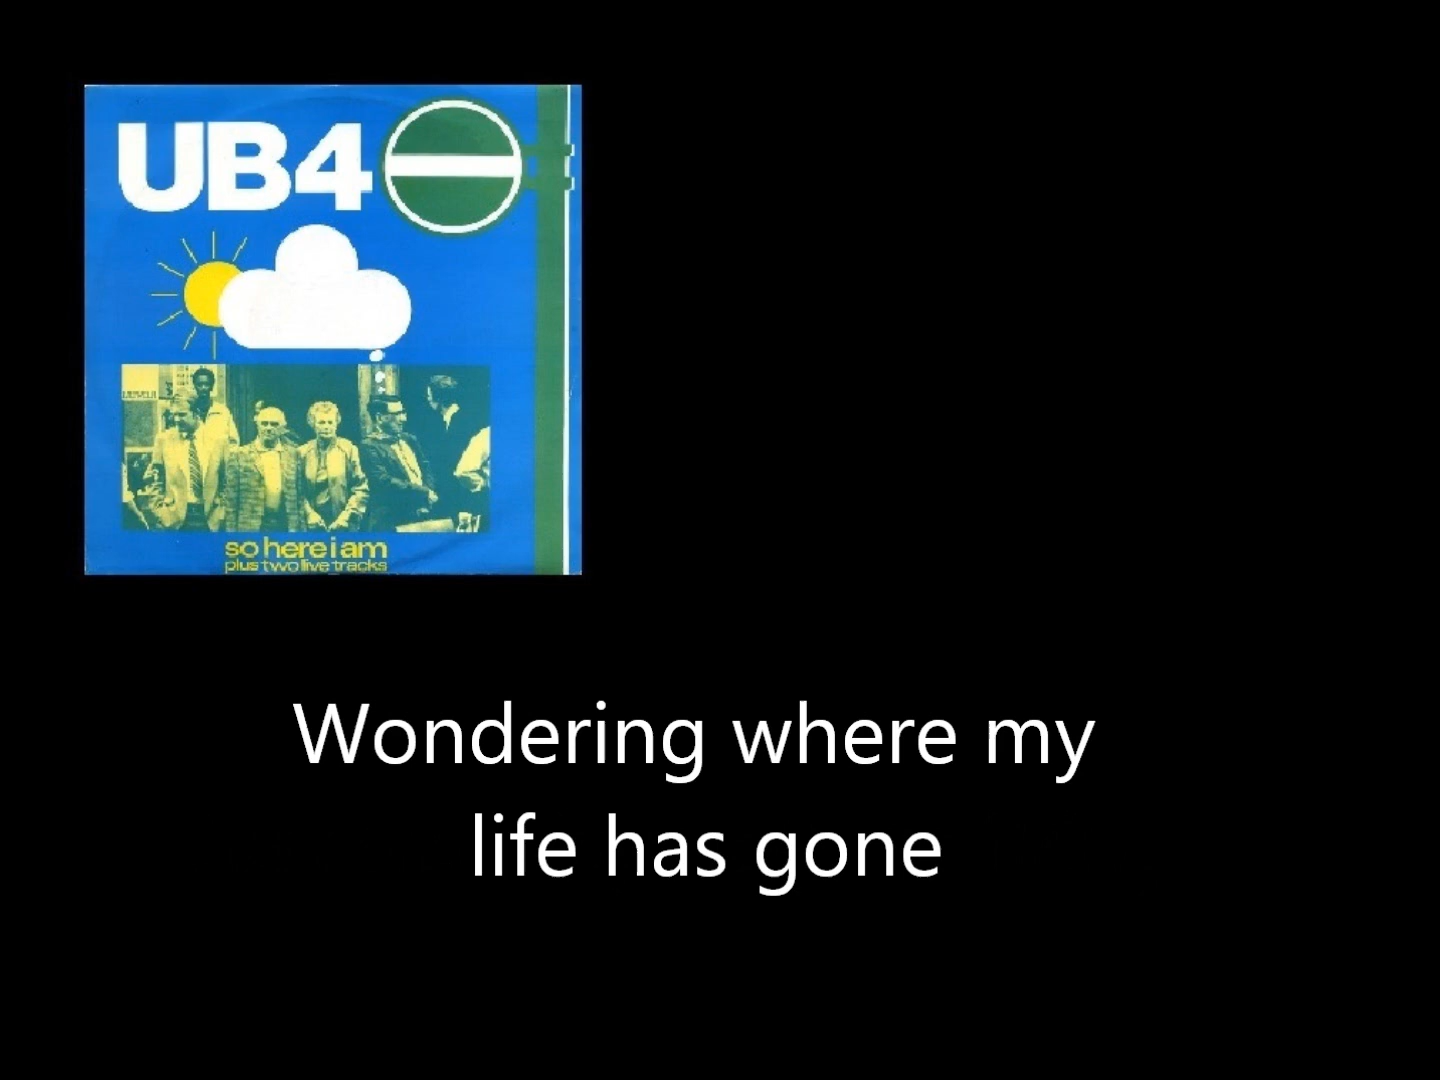 UB4
so here i am
plus two live tracks
Wondering where my
life has gone